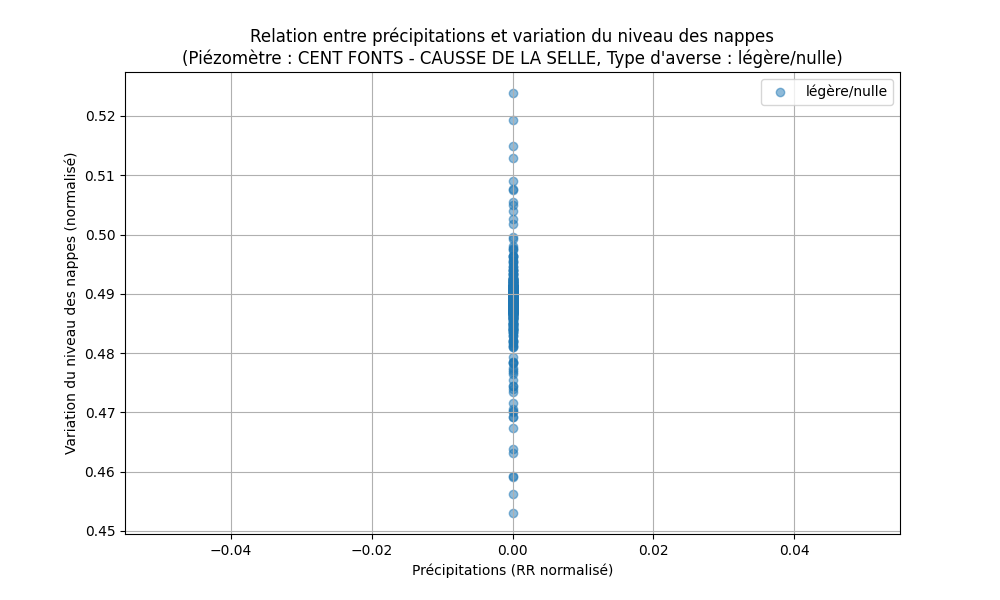 Relation entre précipitations et variation du niveau des nappes
(Piézomètre : CENT FONTS - CAUSSE DE LA SELLE, Type d'averse : légère/nulle)
légère/nulle
Variation du niveau des nappes (normalisé)
0.52
0.51
0.50
0.49
0.48
0.47
0.46
0.45
−0.04
−0.02
0.00
0.02
0.04
Précipitations (RR normalisé)